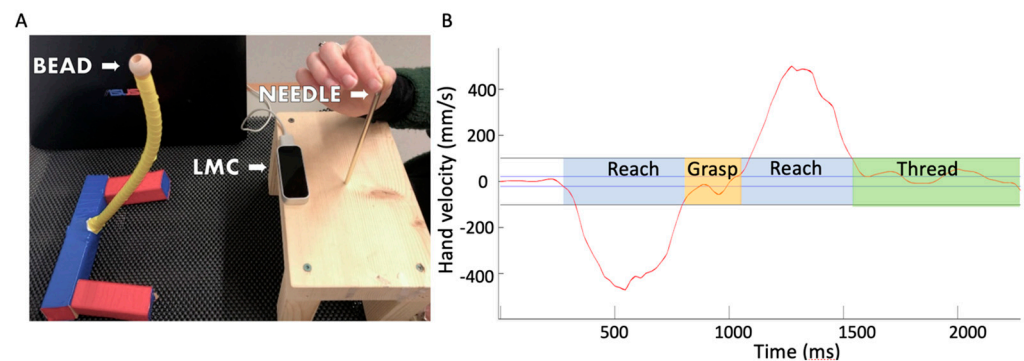 A
BEAD
NEEDLE
LMC
B
Hand velocity (mm/s)
400
200
0
-200
-400
Reach
Grasp
Reach
Thread
500
1000
1500
2000
Time (ms)